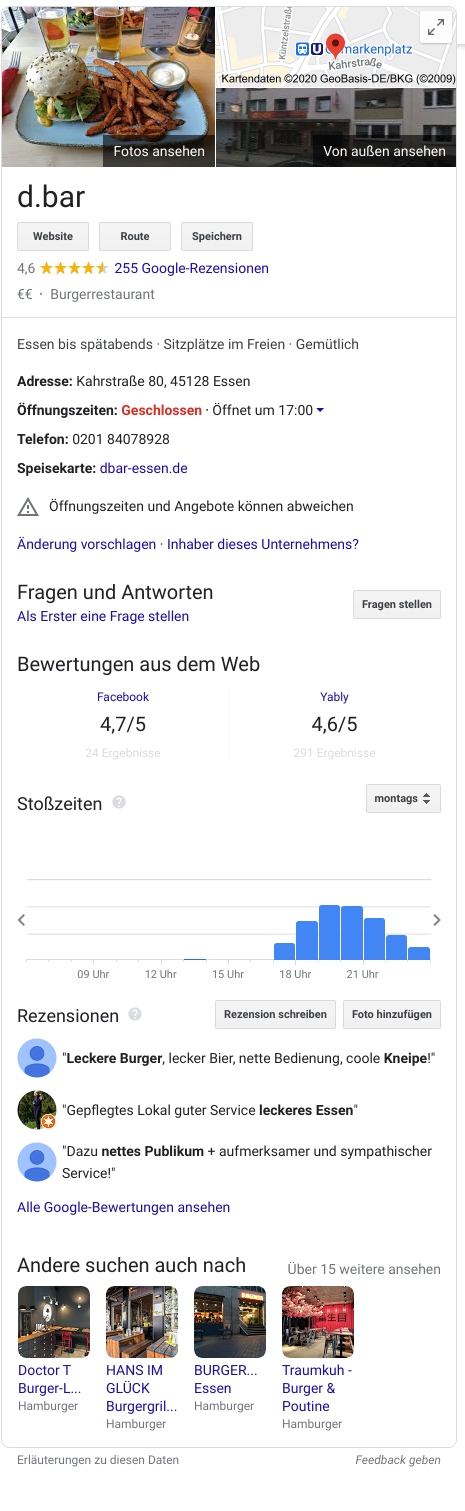 Küntzelstraße
U
markenplatz
Kahrstraße
Kartendaten ©2020 GeoBasis-DE/BKG (©2009)
Fotos ansehen
Von außen ansehen
d.bar
Website
Route
Speichern
4,6 255 Google-Rezensionen
€€ · Burgerrestaurant
Essen bis spätabends · Sitzplätze im Freien · Gemütlich
Adresse: Kahrstraße 80, 45128 Essen
Öffnungszeiten: Geschlossen · Öffnet um 17:00
Telefon: 0201 84078928
Speisekarte: dbar-essen.de
Öffnungszeiten und Angebote können abweichen
Änderung vorschlagen · Inhaber dieses Unternehmens?
Fragen und Antworten
Als Erster eine Frage stellen
Fragen stellen
Bewertungen aus dem Web
Facebook
4,7/5
24 Ergebnisse
Yably
4,6/5
291 Ergebnisse
Stoßzeiten ?
montags
09 Uhr 12 Uhr 15 Uhr 18 Uhr 21 Uhr
Rezensionen ?
Rezension schreiben
Foto hinzufügen
"Leckere Burger, lecker Bier, nette Bedienung, coole Kneipe!"
"Gepflegtes Lokal guter Service leckeres Essen"
"Dazu nettes Publikum + aufmerksamer und sympathischer
Service!"
Alle Google-Bewertungen ansehen
Andere suchen auch nach
Über 15 weitere ansehen
Doctor T
Burger-L...
Hamburger
HANS IM
GLÜCK
Burgergril...
Hamburger
BURGER...
Essen
Hamburger
Traumkuh -
Burger &
Poutine
Hamburger
Erläuterungen zu diesen Daten
Feedback geben